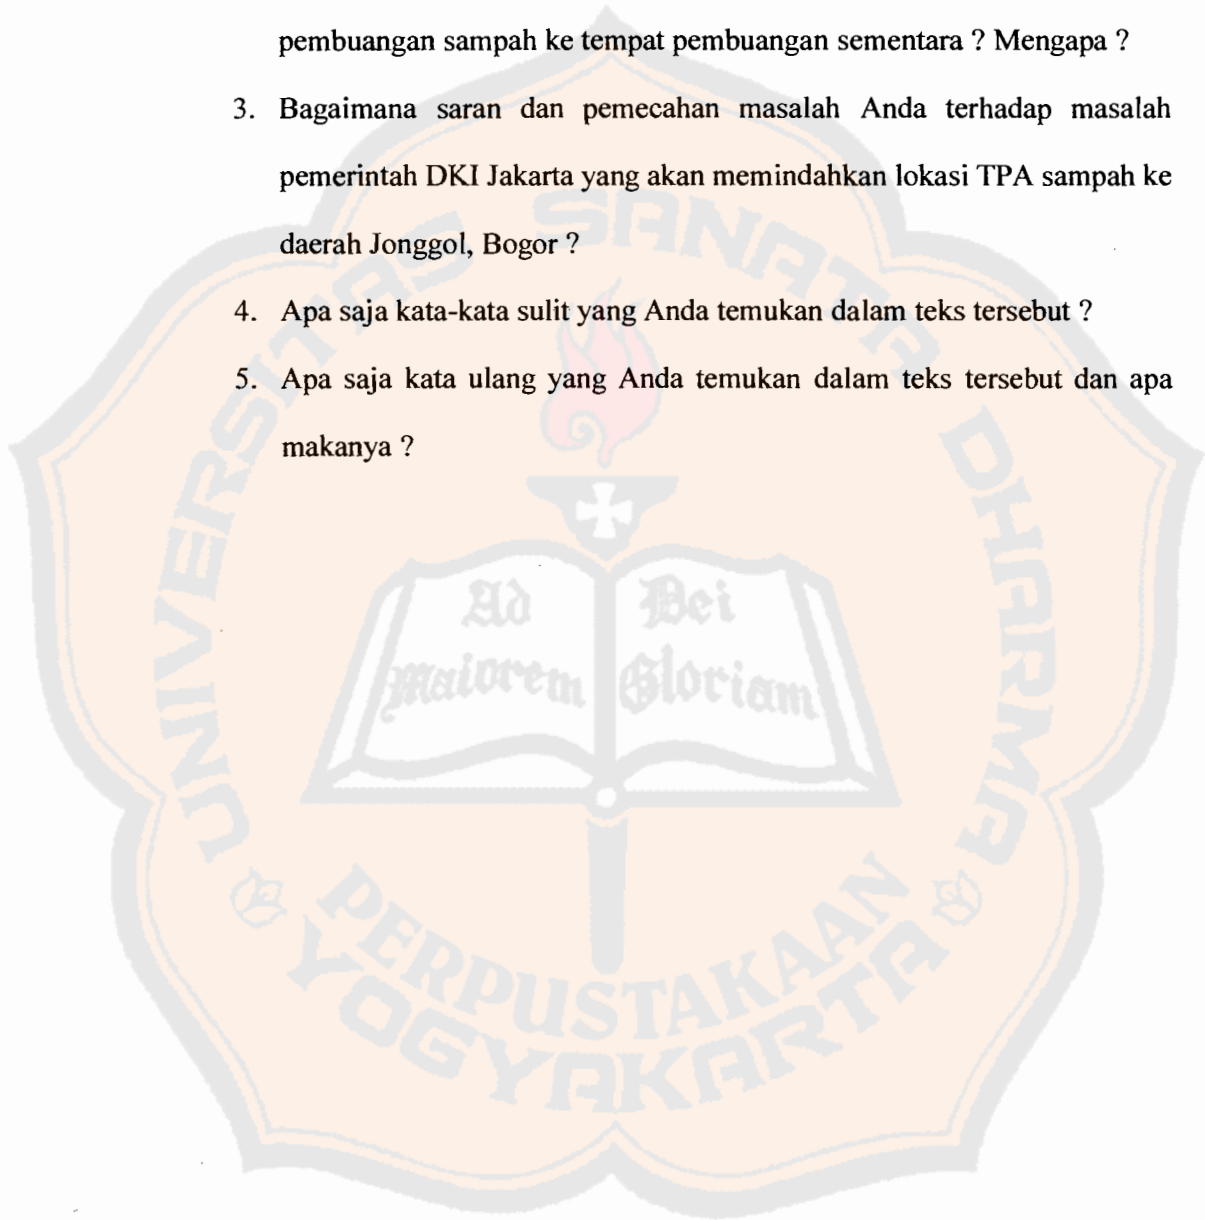 pembuangan sampah ke tempat pembuangan sementara ? Mengapa ?
3. Bagaimana saran dan pemecahan masalah Anda terhadap masalah
pemerintah DKI Jakarta yang akan memindahkan lokasi TPA sampah ke
daerah Jonggol, Bogor ?
4. Apa saja kata-kata sulit yang Anda temukan dalam teks tersebut ?
5. Apa saja kata ulang yang Anda temukan dalam teks tersebut dan apa
makanya ?
UNIVERSITAS SANATA DHARMA
Ad
maiorem
Dei
Gloriam
PERPUSTAKAAN
YOGYAKARTA